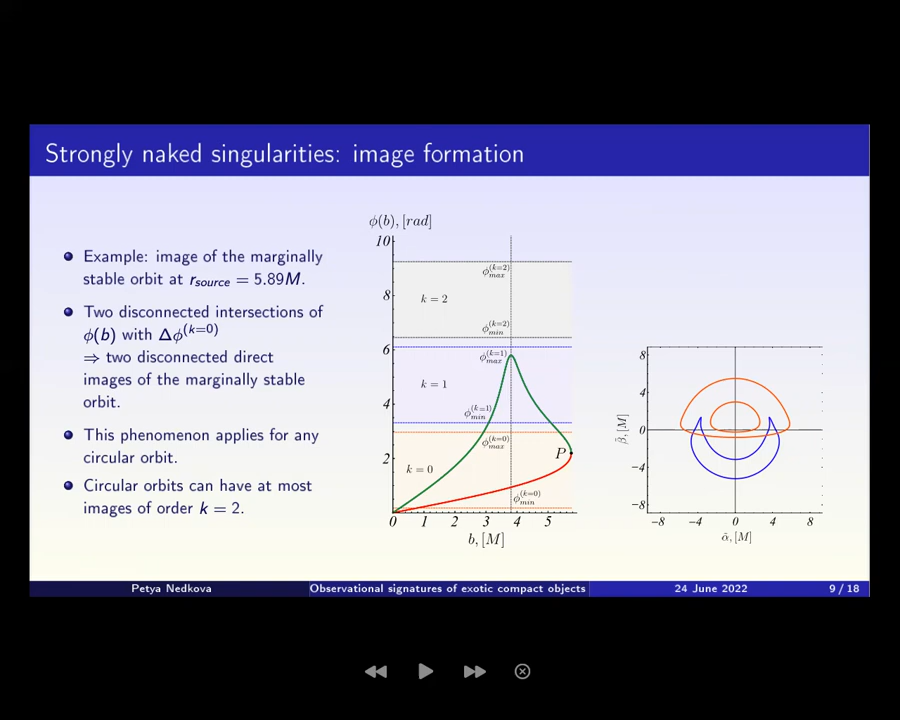 Strongly naked singularities: image formation
Example: image of the marginally
stable orbit at r_source = 5.89M.
Two disconnected intersections of
ϕ(b) with Δϕ^(k=0)
⇒ two disconnected direct
images of the marginally stable
orbit.
This phenomenon applies for any
circular orbit.
Circular orbits can have at most
images of order k = 2.
ϕ(b), [rad]
10
8
6
4
2
0 1 2 3 4 5
b, [M]
ϕ_max^(k=2)
k = 2
ϕ_min^(k=2)
ϕ_max^(k=1)
k = 1
ϕ_min^(k=1)
ϕ_max^(k=0)
P
k = 0
ϕ_min^(k=0)
8
4
0
−4
−8
β̃, [M]
−8 −4 0 4 8
α̃, [M]
Petya Nedkova
Observational signatures of exotic compact objects
24 June 2022
9 / 18